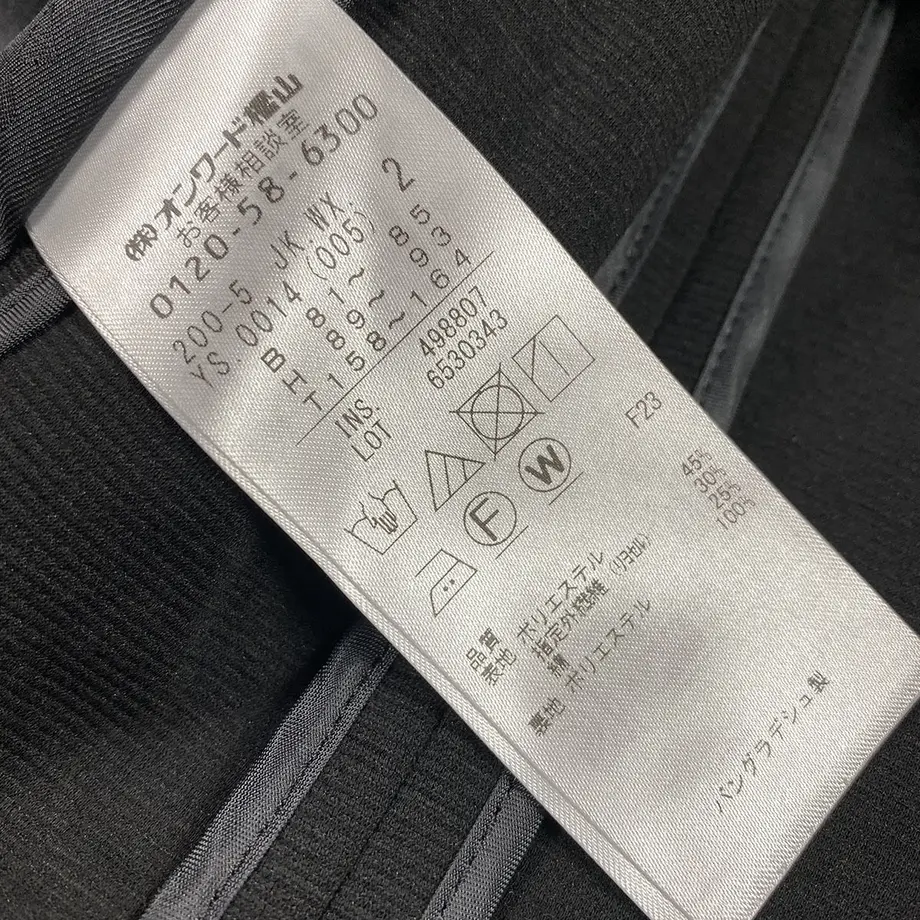 ㈱オンワード樫山
お客様相談室
0120-58-6300
200-5 JK.WX. 2
YS.0014(005)
B 81~ 85
H 89~ 93
T158~164
INS. 498807
LOT 6530343
F W
F23
品質
表地 ポリエステル 45%
指定外繊維(リヨセル) 30%
綿 25%
裏地 ポリエステル 100%
バングラデシュ製